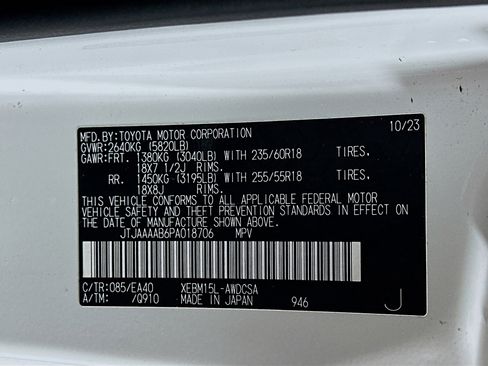 MFD.BY:TOYOTA MOTOR CORPORATION 10/23
GVWR:2640KG (5820LB)
GAWR:FRT. 1380KG (3040LB) WITH 235/60R18 TIRES.
18X7 1/2J RIMS.
RR. 1450KG (3195LB) WITH 255/55R18 TIRES.
18X8J RIMS.
THIS VEHICLE CONFORMS TO ALL APPLICABLE FEDERAL MOTOR
VEHICLE SAFETY AND THEFT PREVENTION STANDARDS IN EFFECT
ON THE DATE OF MANUFACTURE SHOWN ABOVE.
JTJAAAAB6PA018706 MPV
C/TR:085/EA40 XEBM15L-AWDCSA
A/TM: /Q910 MADE IN JAPAN 946 J